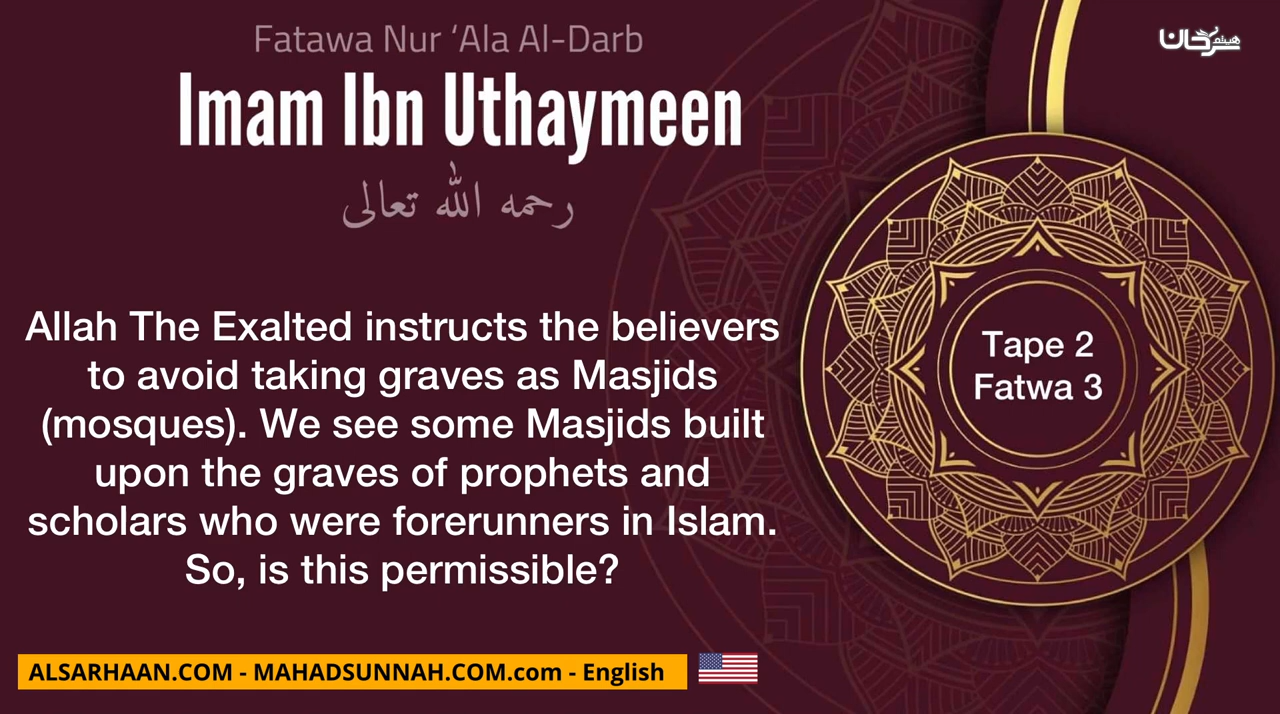 Fatawa Nur ‘Ala Al-Darb
هيثم سرحان
Imam Ibn Uthaymeen
رحمه الله تعالى
Allah The Exalted instructs the believers
to avoid taking graves as Masjids
(mosques). We see some Masjids built
upon the graves of prophets and
scholars who were forerunners in Islam.
So, is this permissible?
Tape 2
Fatwa 3
ALSARHAAN.COM - MAHADSUNNAH.COM.com - English